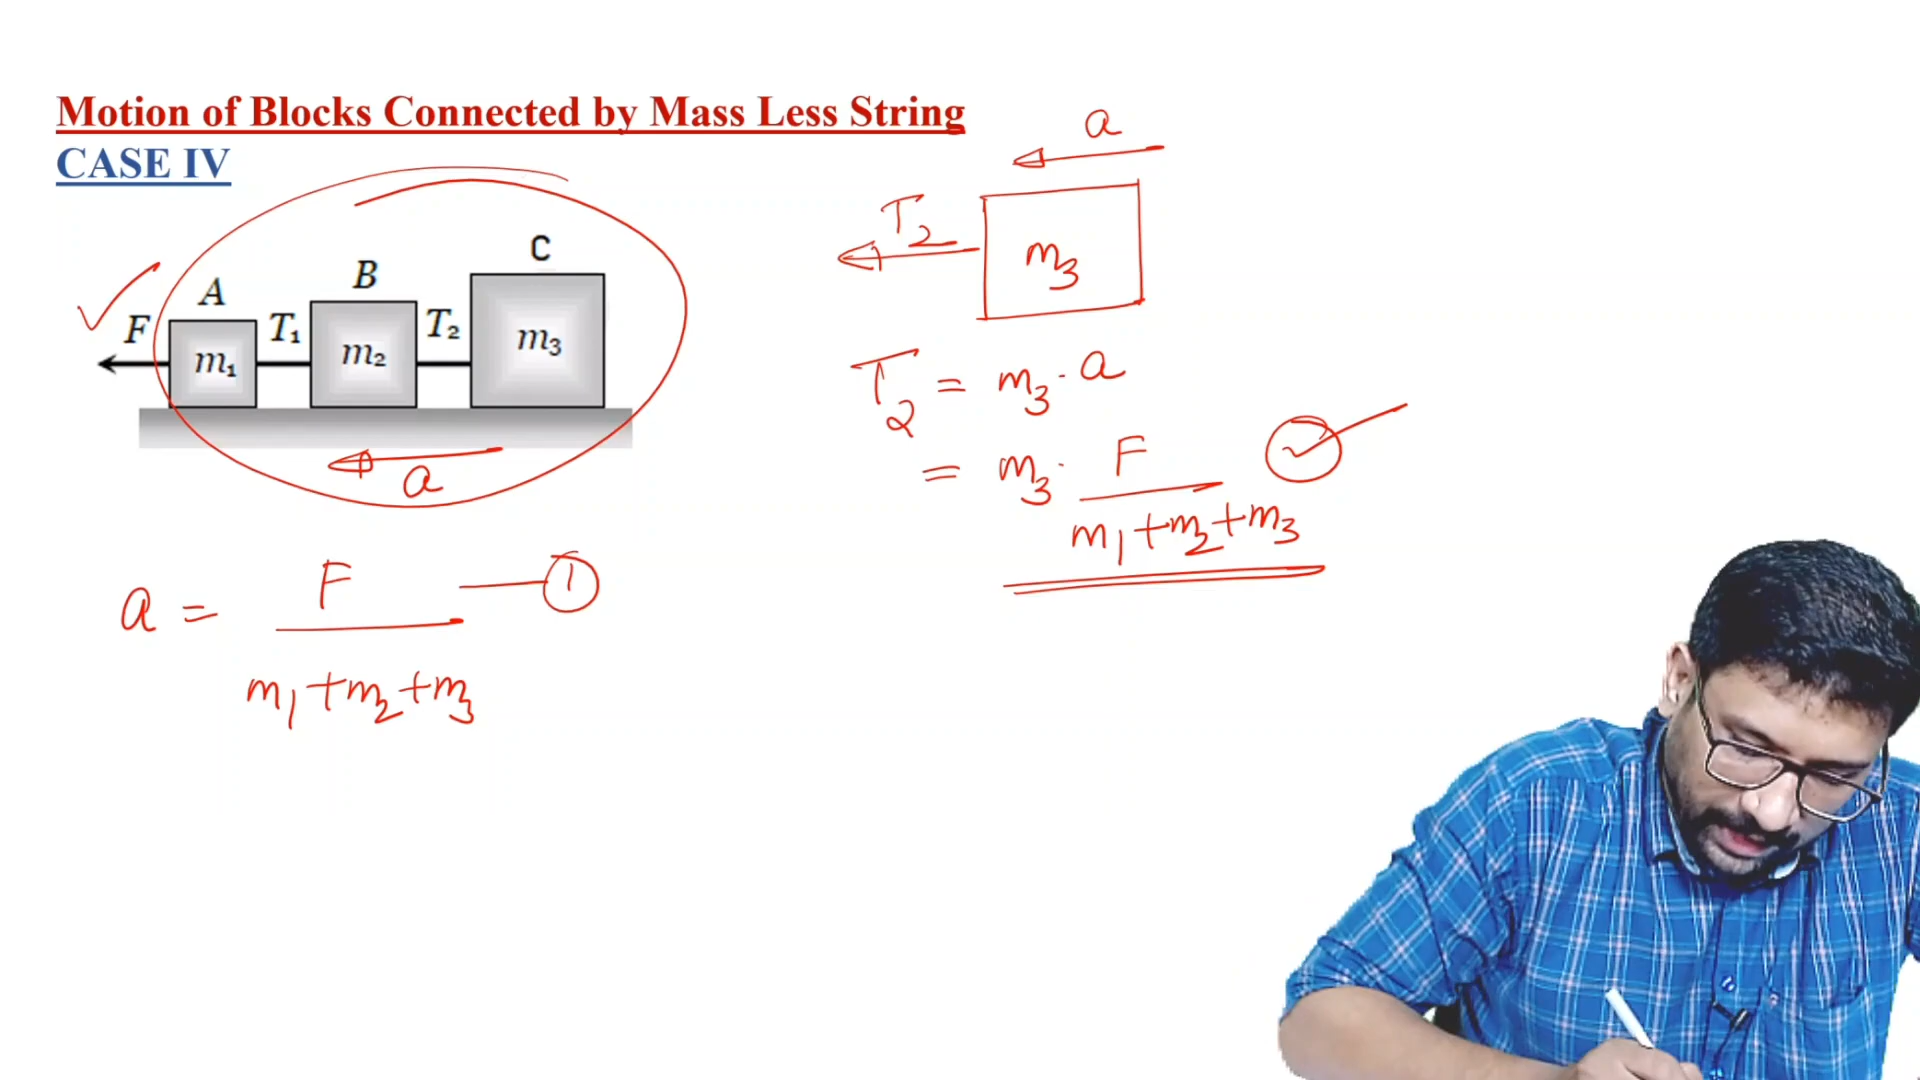 Motion of Blocks Connected by Mass Less String
CASE IV
A
B
C
F
T₁
T₂
m₁
m₂
m₃
a
a = F / m₁+m₂+m₃ — ①
a
T₂
m₃
T₂ = m₃ · a
= m₃ · F / m₁+m₂+m₃